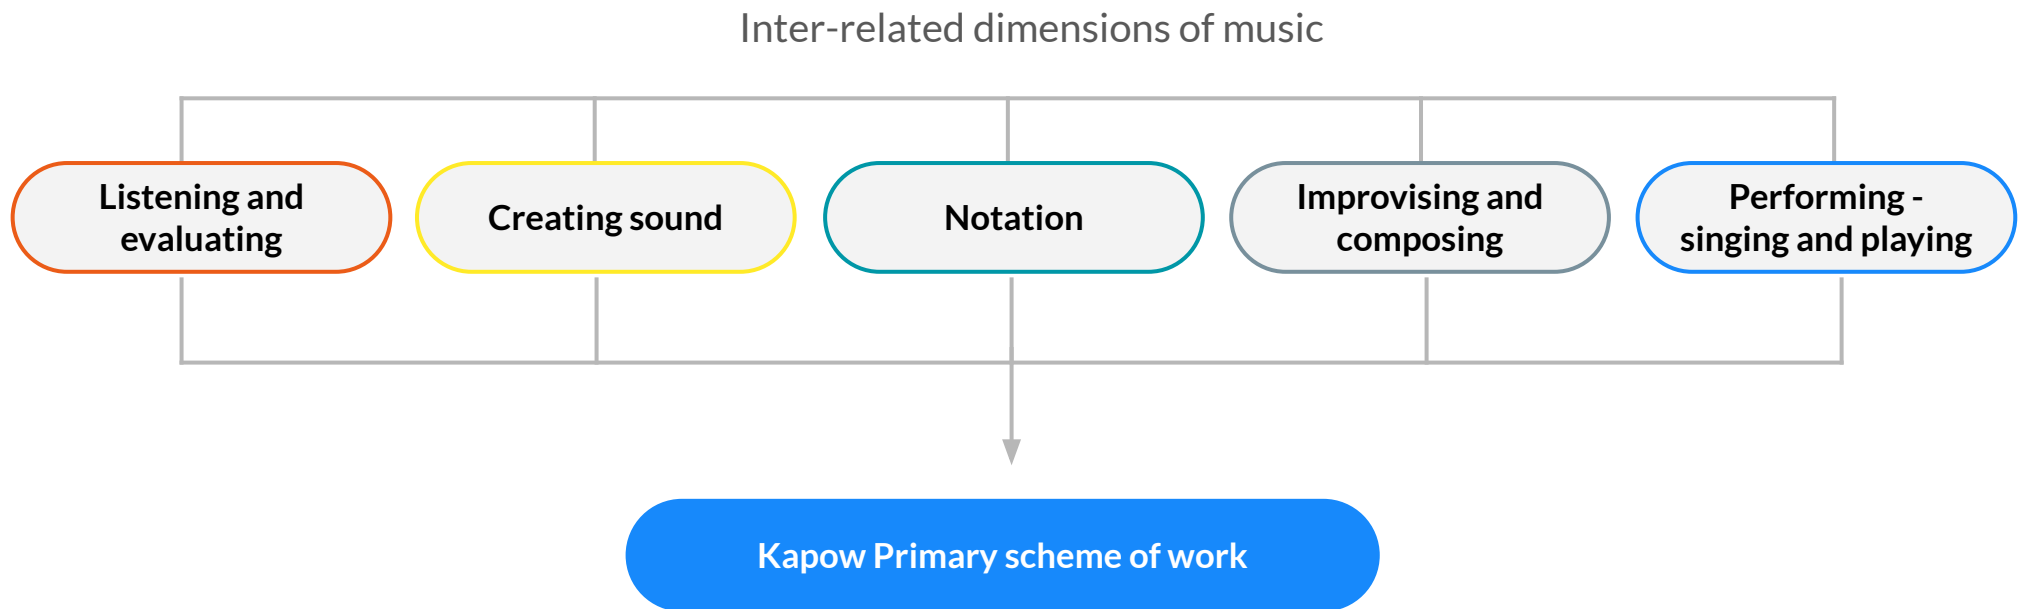 Inter-related dimensions of music
Listening and
evaluating
Creating sound
Notation
Improvising and
composing
Performing -
singing and playing
Kapow Primary scheme of work